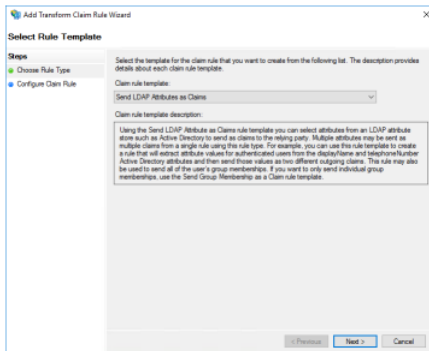 Add Transform Claim Rule Wizard
Select Rule Template
Steps
Choose Rule Type
Configure Claim Rule
Select the template for the claim rule that you want to create from the following list. The description provides
details about each claim rule template.
Claim rule template:
Send LDAP Attributes as Claims
Claim rule template description:
Using the Send LDAP Attribute as Claims rule template you can select attributes from an LDAP attribute
store such as Active Directory to send as claims to the relying party. Multiple attributes may be sent as
multiple claims from a single rule using this rule type. For example, you can use this rule template to create
a rule that will extract attribute values for authenticated users from the displayName and telephoneNumber
Active Directory attributes and then send those values as two different outgoing claims. This rule may also
be used to send all of the user's group memberships. If you want to only send individual group
memberships, use the Send Group Membership as a Claim rule template.
< Previous
Next >
Cancel